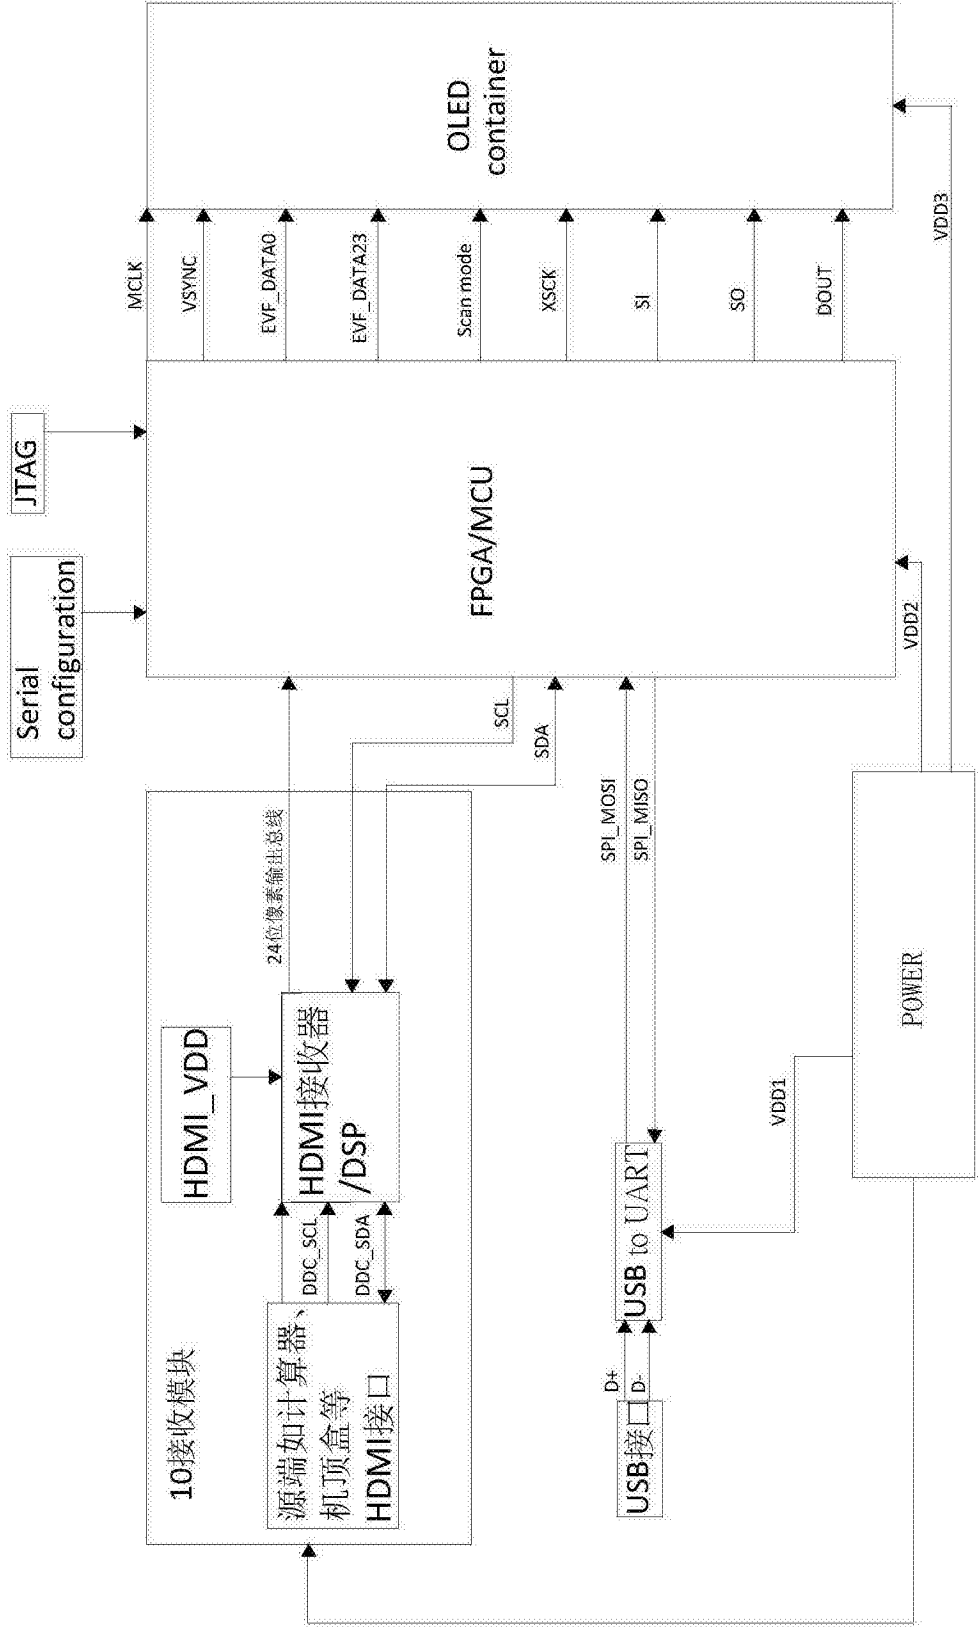 10接收模块
源端如计算器、
机顶盒等
HDMI接口
DDC_SCL
DDC_SDA
HDMI_VDD
HDMI接收器
/DSP
24位像素输出总线
SCL
SDA
Serial
configuration
JTAG
FPGA/MCU
MCLK
VSYNC
EVF_DATA0
EVF_DATA23
Scan mode
XSCK
SI
SO
DOUT
OLED
container
USB接口
D+
D-
USB to UART
SPI_MOSI
SPI_MISO
POWER
VDD1
VDD2
VDD3